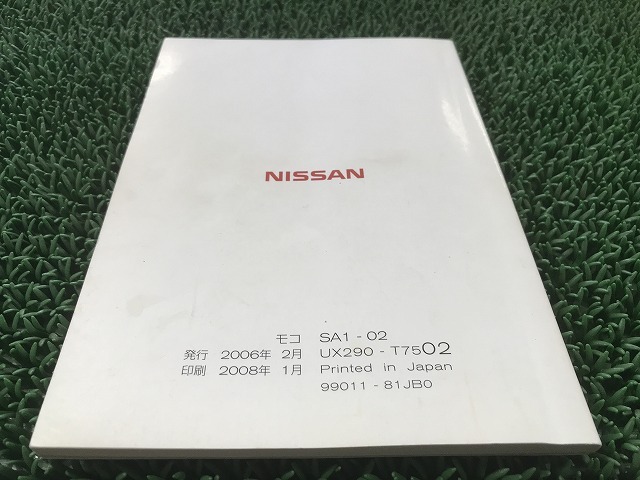 NISSAN
モコ SA1 - 02
発行 2006年 2月 UX290 - T7502
印刷 2008年 1月 Printed in Japan
99011 - 81JB0